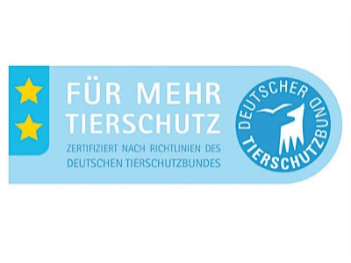 FÜR MEHR
TIERSCHUTZ
ZERTIFIZIERT NACH RICHTLINIEN DES
DEUTSCHEN TIERSCHUTZBUNDES
DEUTSCHER
TIERSCHUTZBUND